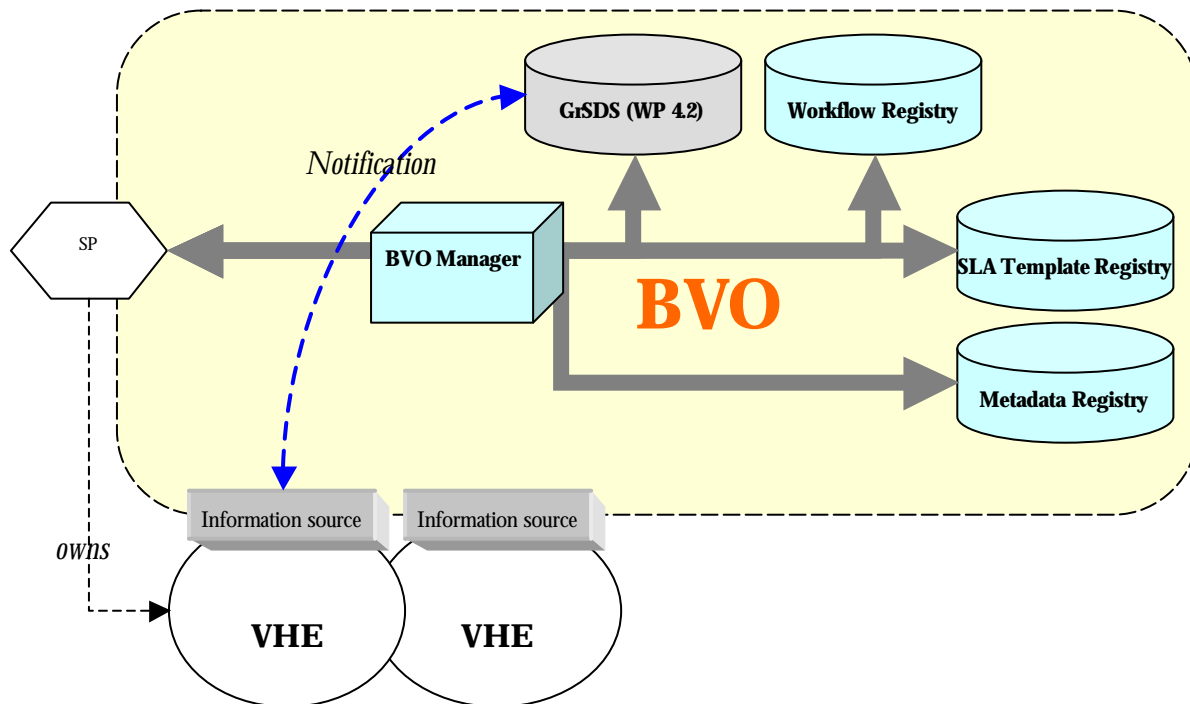 GrSDS (WP 4.2)
Workflow Registry
Notification
SP
BVO Manager
SLA Template Registry
BVO
Metadata Registry
Information source
Information source
owns
VHE
VHE